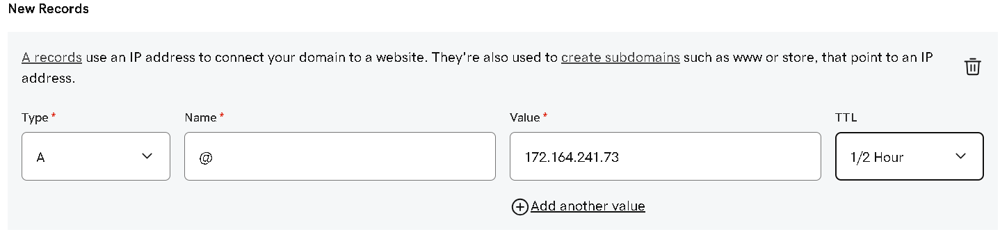 New Records
A records use an IP address to connect your domain to a website. They're also used to create subdomains such as www or store, that point to an IP
address.
Type * Name * Value * TTL
A @ 172.164.241.73 1/2 Hour
Add another value